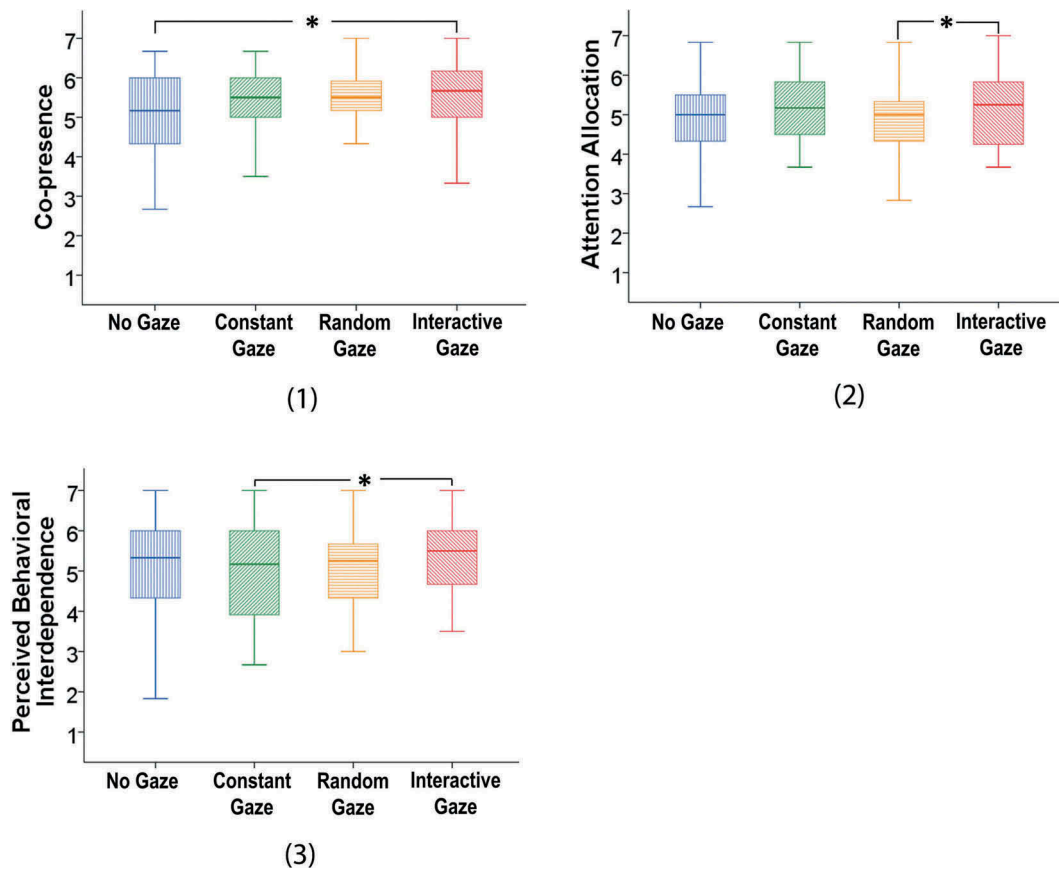 *
7
6
5
4
3
2
1
Co-presence
No Gaze
Constant
Gaze
Random
Gaze
Interactive
Gaze
(1)
*
7
6
5
4
3
2
1
Attention Allocation
No Gaze
Constant
Gaze
Random
Gaze
Interactive
Gaze
(2)
*
7
6
5
4
3
2
1
Perceived Behavioral
Interdependence
No Gaze
Constant
Gaze
Random
Gaze
Interactive
Gaze
(3)